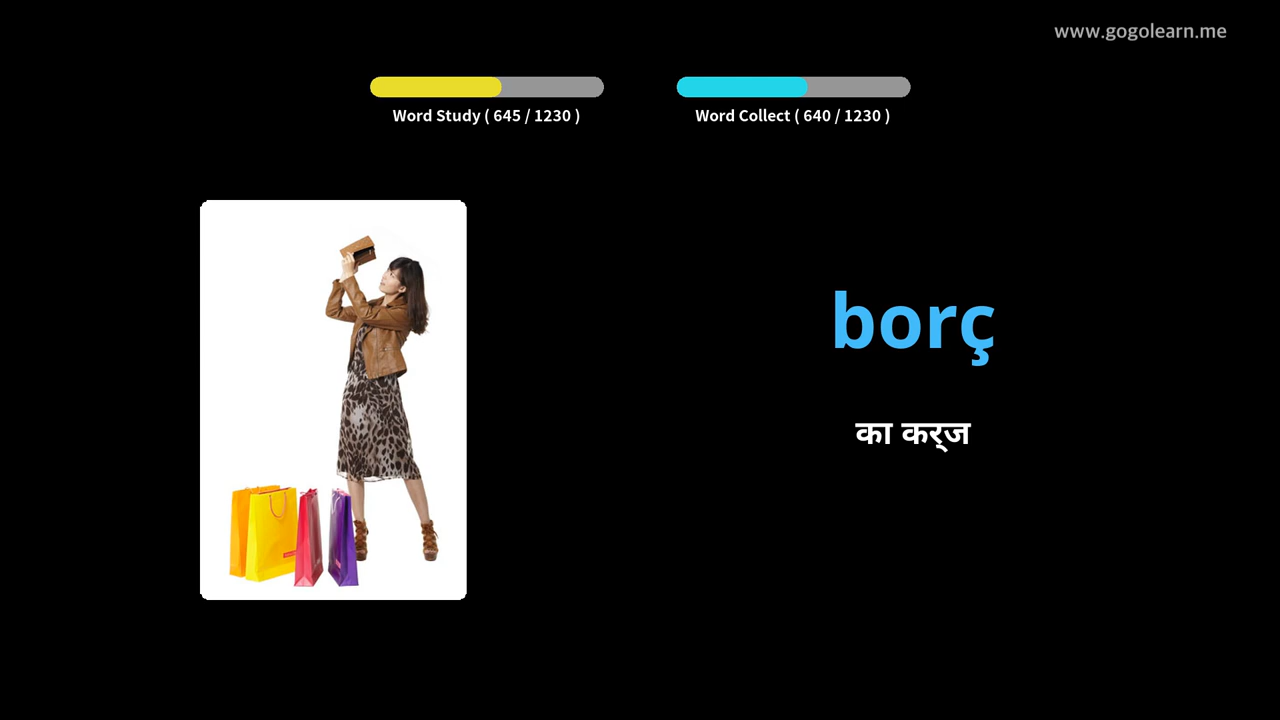 www.gogolearn.me
Word Study ( 645 / 1230 )
Word Collect ( 640 / 1230 )
borç
का कर्ज